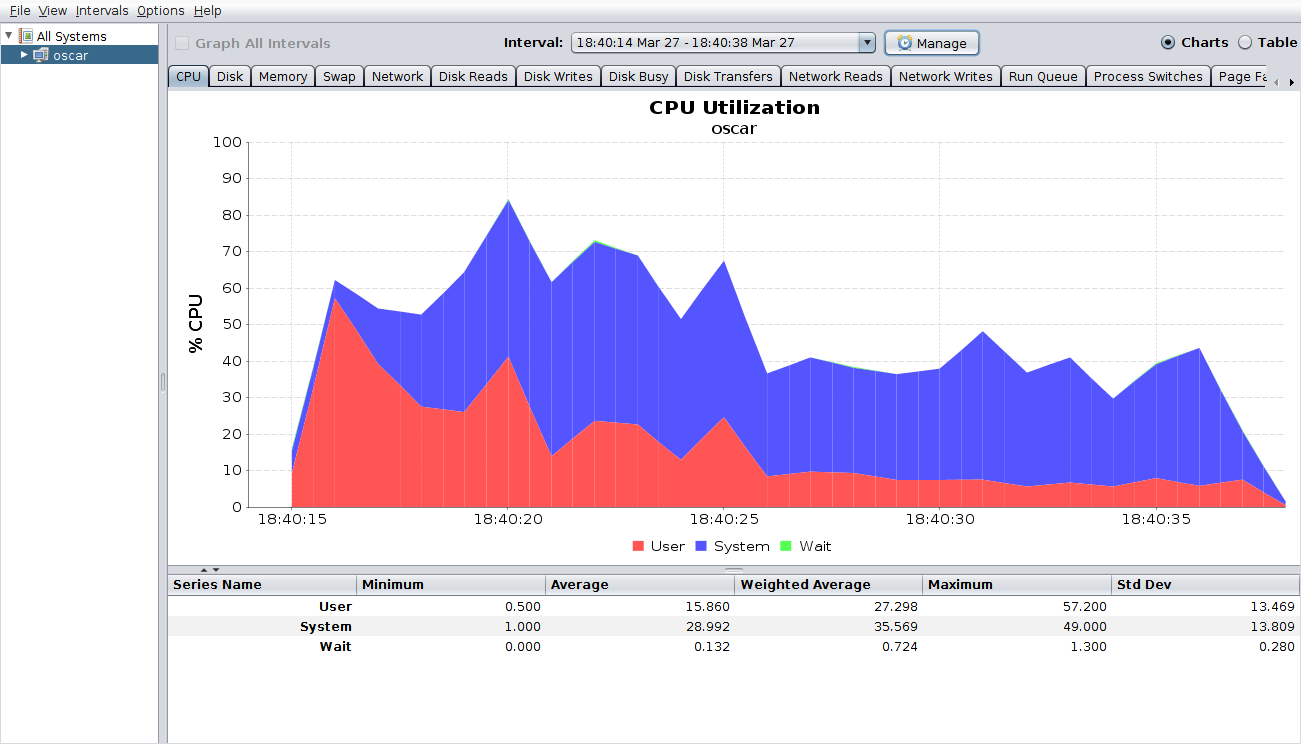 File View Intervals Options Help
All Systems
oscar
Graph All Intervals Interval: 18:40:14 Mar 27 - 18:40:38 Mar 27 Manage Charts Table
CPU Disk Memory Swap Network Disk Reads Disk Writes Disk Busy Disk Transfers Network Reads Network Writes Run Queue Process Switches Page Fa
CPU Utilization
oscar
% CPU
100
90
80
70
60
50
40
30
20
10
0
18:40:15 18:40:20 18:40:25 18:40:30 18:40:35
User System Wait
Series Name Minimum Average Weighted Average Maximum Std Dev
User 0.500 15.860 27.298 57.200 13.469
System 1.000 28.992 35.569 49.000 13.809
Wait 0.000 0.132 0.724 1.300 0.280